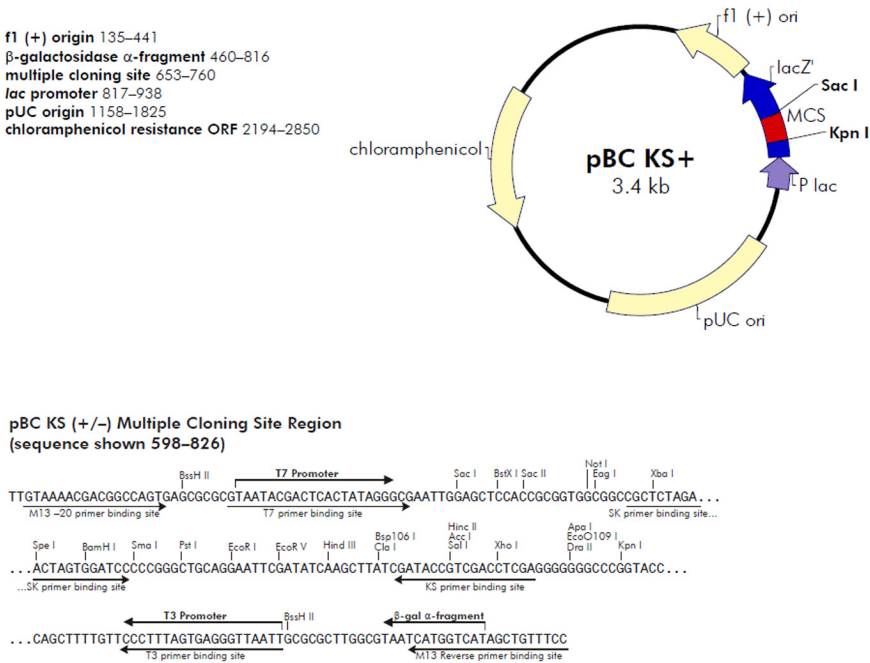 f1 (+) origin 135–441
β-galactosidase α-fragment 460–816
multiple cloning site 653–760
lac promoter 817–938
pUC origin 1158–1825
chloramphenicol resistance ORF 2194–2850
f1 (+) ori
lacZ'
Sac I
MCS
Kpn I
P lac
chloramphenicol
pBC KS+
3.4 kb
pUC ori
pBC KS (+/–) Multiple Cloning Site Region
(sequence shown 598–826)
BssH II
T7 Promoter
Sac I
BstX I
Sac II
Not I
Eag I
Xba I
TTGTAAAACGACGGCCAGTGAGCGCGCGTAATACGACTCACTATAGGGCGAATTGGAGCTCCACCGCGGTGGCGGCCGCTCTAGA...
M13 –20 primer binding site
T7 primer binding site
SK primer binding site...
Spe I
BamH I
Sma I
Pst I
EcoR I
EcoR V
Hind III
Bsp106 I
Cla I
Hinc II
Acc I
Sal I
Xho I
Apa I
EcoO109 I
Dra II
Kpn I
...ACTAGTGGATCCCCCGGGCTGCAGGAATTCGATATCAAGCTTATCGATACCGTCGACCTCGAGGGGGGGCCCGGTACC...
...SK primer binding site
KS primer binding site
T3 Promoter
BssH II
β-gal α-fragment
...CAGCTTTTGTTCCCTTTAGTGAGGGTTAATTGCGCGCTTGGCGTAATCATGGTCATAGCTGTTTCC
T3 primer binding site
M13 Reverse primer binding site